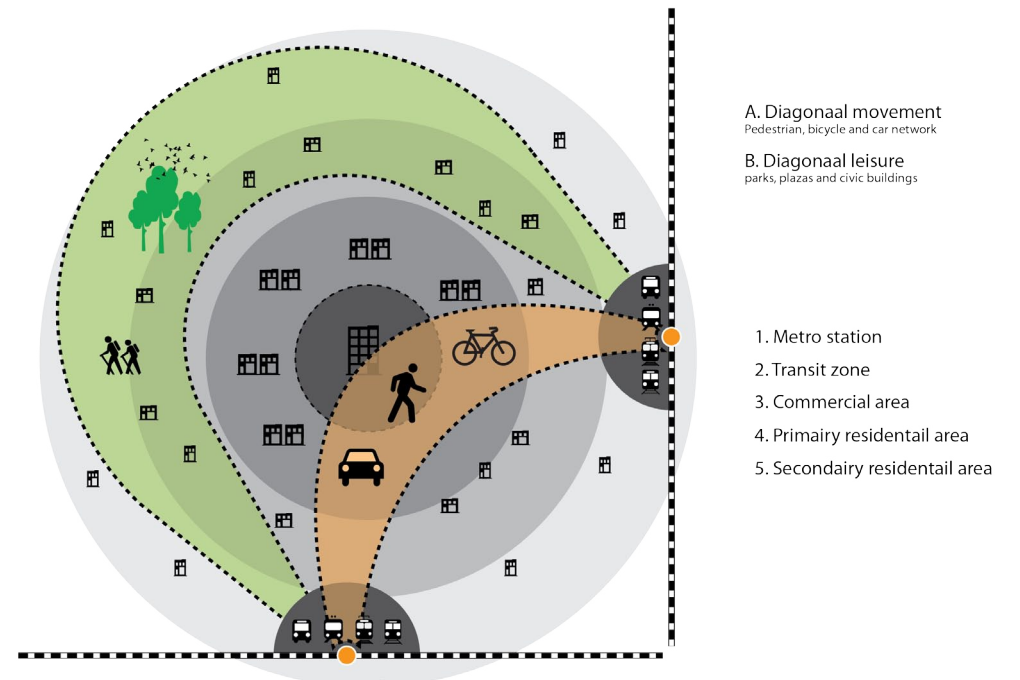 A. Diagonaal movement
Pedestrian, bicycle and car network
B. Diagonaal leisure
parks, plazas and civic buildings
1. Metro station
2. Transit zone
3. Commercial area
4. Primairy residentail area
5. Secondairy residentail area